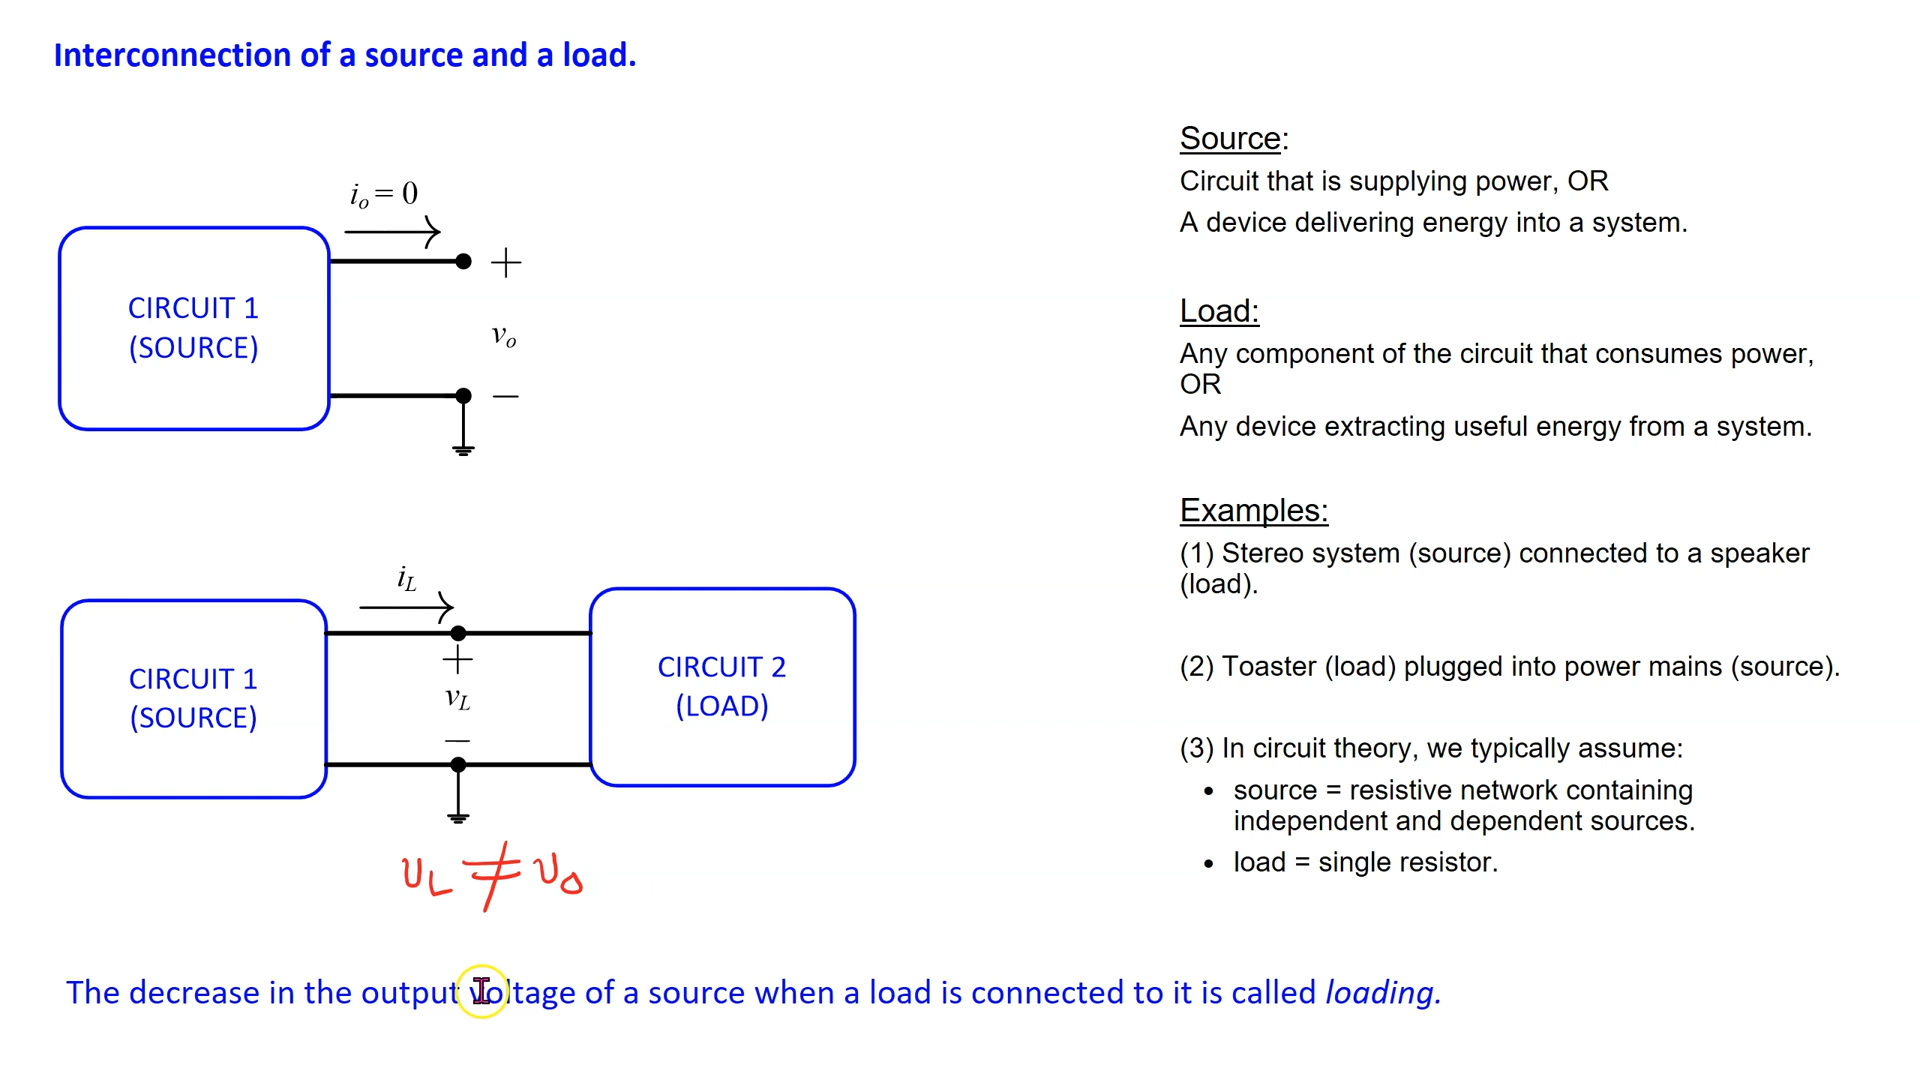 Interconnection of a source and a load.
i_o = 0
+
CIRCUIT 1
(SOURCE)
v_o
−
i_L
+
CIRCUIT 1
(SOURCE)
v_L
−
CIRCUIT 2
(LOAD)
v_L ≠ v_o
Source:
Circuit that is supplying power, OR
A device delivering energy into a system.
Load:
Any component of the circuit that consumes power,
OR
Any device extracting useful energy from a system.
Examples:
(1) Stereo system (source) connected to a speaker
(load).
(2) Toaster (load) plugged into power mains (source).
(3) In circuit theory, we typically assume:
• source = resistive network containing
independent and dependent sources.
• load = single resistor.
The decrease in the output voltage of a source when a load is connected to it is called loading.